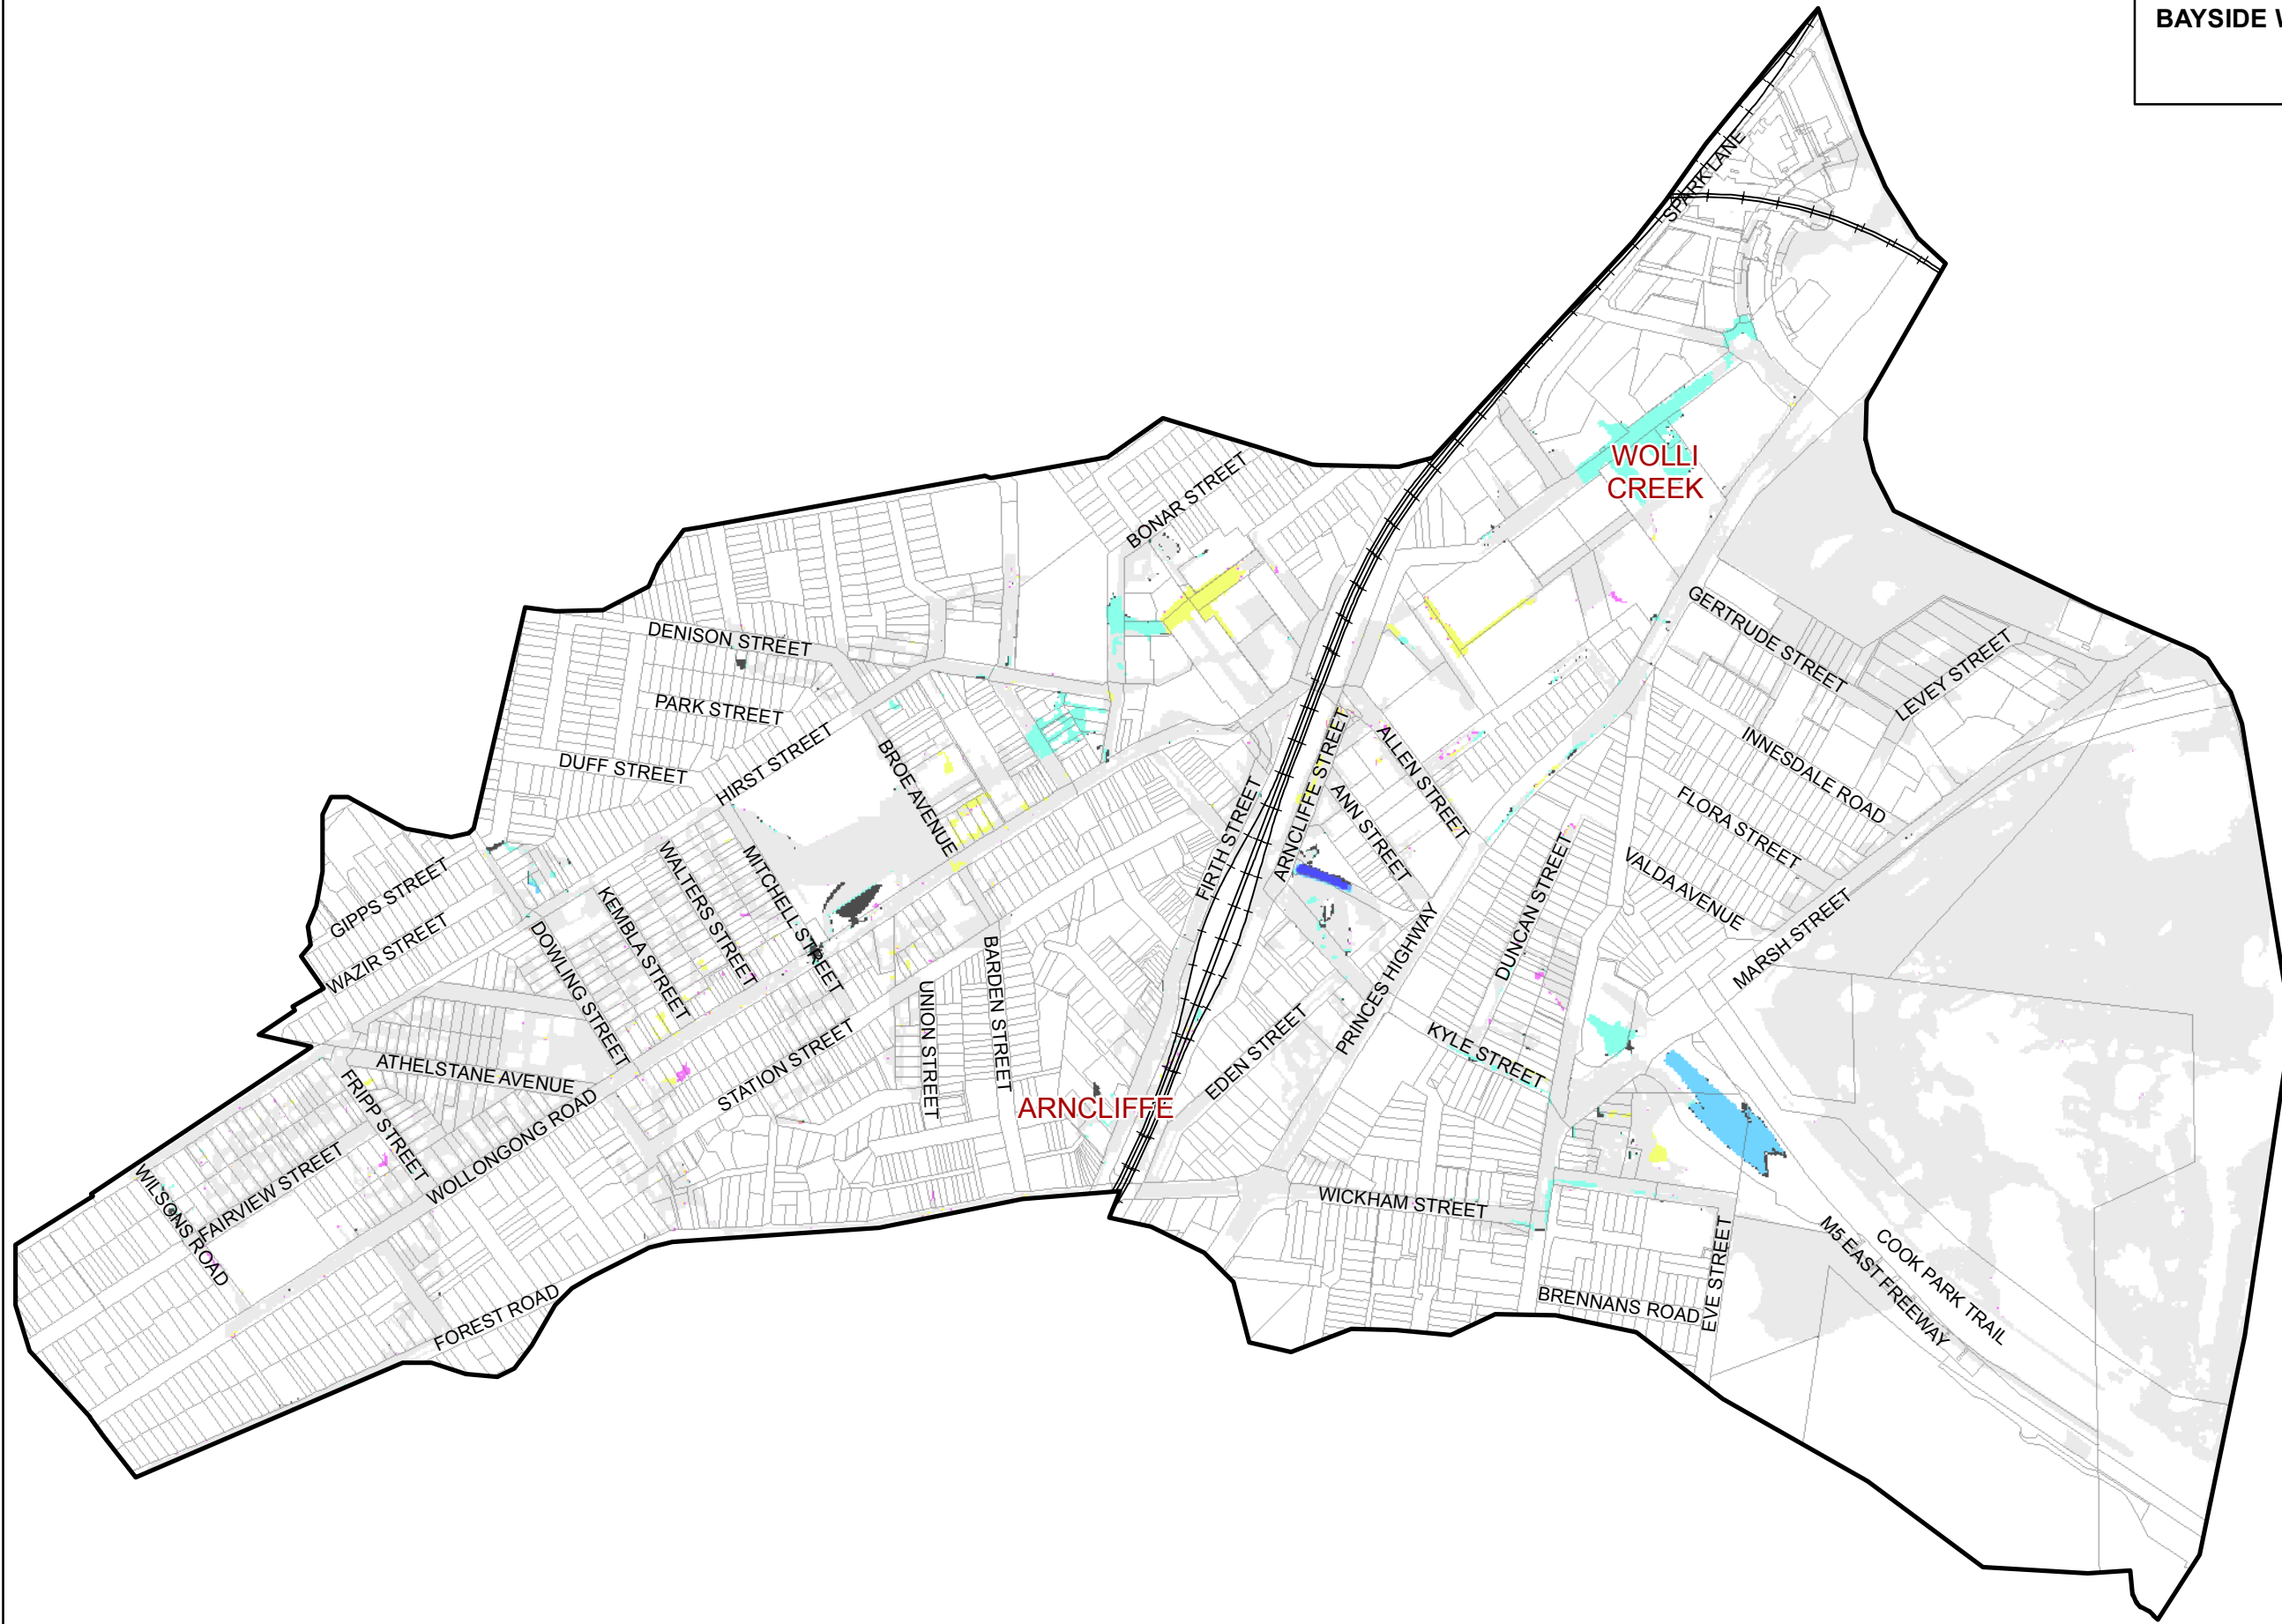 BAYSIDE W
SPARK LANE
WOLLI
CREEK
BONAR STREET
GERTRUDE STREET
LEVEY STREET
DENISON STREET
PARK STREET
HIRST STREET
DUFF STREET
BROE AVENUE
INNESDALE ROAD
FLORA STREET
VALDA AVENUE
ALLEN STREET
ARNCLIFFE STREET
ANN STREET
FIRTH STREET
GIPPS STREET
WAZIR STREET
WALTERS STREET
MITCHELL STREET
KEMBLA STREET
DOWLING STREET
DUNCAN STREET
MARSH STREET
PRINCES HIGHWAY
BARDEN STREET
UNION STREET
STATION STREET
EDEN STREET
KYLE STREET
ATHELSTANE AVENUE
FRIPP STREET
ARNCLIFFE
WOLLONGONG ROAD
FAIRVIEW STREET
WILSONS ROAD
WICKHAM STREET
EVE STREET
M5 EAST FREEWAY
COOK PARK TRAIL
BRENNANS ROAD
FOREST ROAD